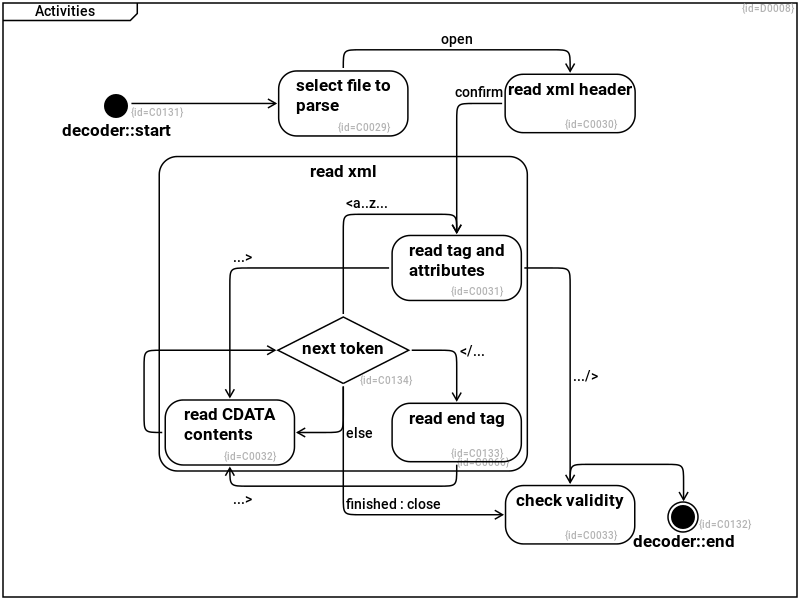 Activities
{id=D0008}
open
select file to
parse
{id=C0029}
confirm
read xml header
{id=C0030}
{id=C0131}
decoder::start
read xml
<a..z...
read tag and
attributes
{id=C0031}
...>
next token
{id=C0134}
</...
.../>
read CDATA
contents
{id=C0032}
else
read end tag
{id=C0133}
...>
finished : close
check validity
{id=C0033}
{id=C0132}
decoder::end